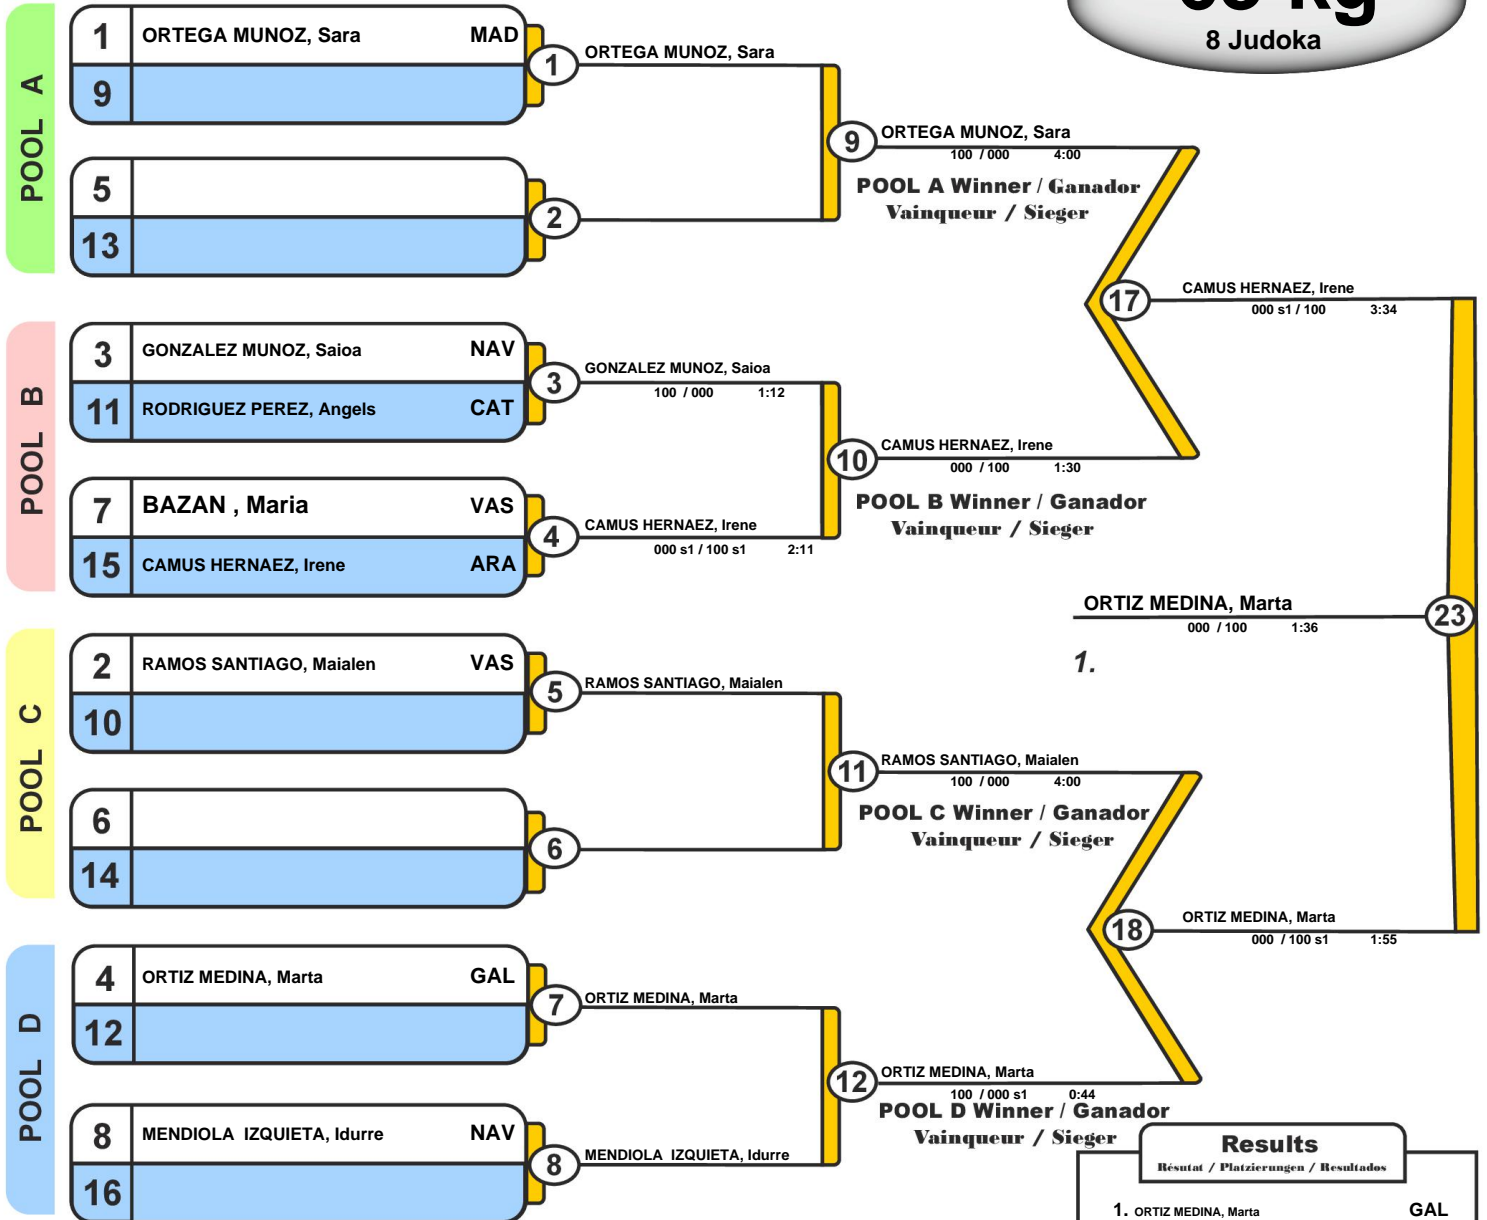 8 Judoka
POOL A
1 ORTEGA MUNOZ, Sara MAD
9
1 ORTEGA MUNOZ, Sara
5
13
2
9 ORTEGA MUNOZ, Sara
100 / 000 4:00
POOL A Winner / Ganador
Vainqueur / Sieger
POOL B
3 GONZALEZ MUNOZ, Saioa NAV
11 RODRIGUEZ PEREZ, Angels CAT
3 GONZALEZ MUNOZ, Saioa
100 / 000 1:12
7 BAZAN , Maria VAS
15 CAMUS HERNAEZ, Irene ARA
4 CAMUS HERNAEZ, Irene
000 s1 / 100 s1 2:11
10 CAMUS HERNAEZ, Irene
000 / 100 1:30
POOL B Winner / Ganador
Vainqueur / Sieger
17 CAMUS HERNAEZ, Irene
000 s1 / 100 3:34
ORTIZ MEDINA, Marta 23
000 / 100 1:36
1.
POOL C
2 RAMOS SANTIAGO, Maialen VAS
10
5 RAMOS SANTIAGO, Maialen
6
14
6
11 RAMOS SANTIAGO, Maialen
100 / 000 4:00
POOL C Winner / Ganador
Vainqueur / Sieger
18 ORTIZ MEDINA, Marta
000 / 100 s1 1:55
POOL D
4 ORTIZ MEDINA, Marta GAL
12
7 ORTIZ MEDINA, Marta
8 MENDIOLA IZQUIETA, Idurre NAV
16
8 MENDIOLA IZQUIETA, Idurre
12 ORTIZ MEDINA, Marta
100 / 000 s1 0:44
POOL D Winner / Ganador
Vainqueur / Sieger
Results
Résutat / Platzierungen / Resultados
1. ORTIZ MEDINA, Marta GAL